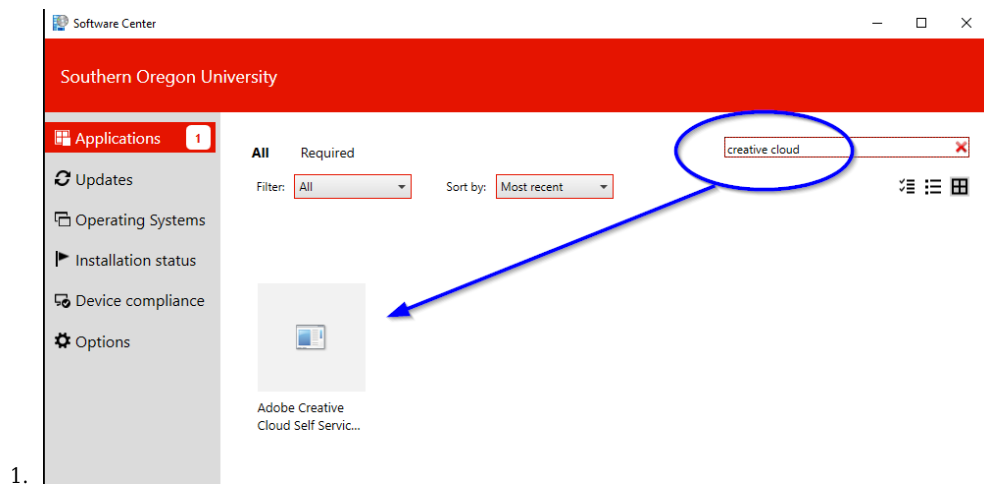 Software Center
Southern Oregon University
Applications 1
All Required
creative cloud
Updates
Filter: All Sort by: Most recent
Operating Systems
Installation status
Device compliance
Options
Adobe Creative
Cloud Self Servic...
1.